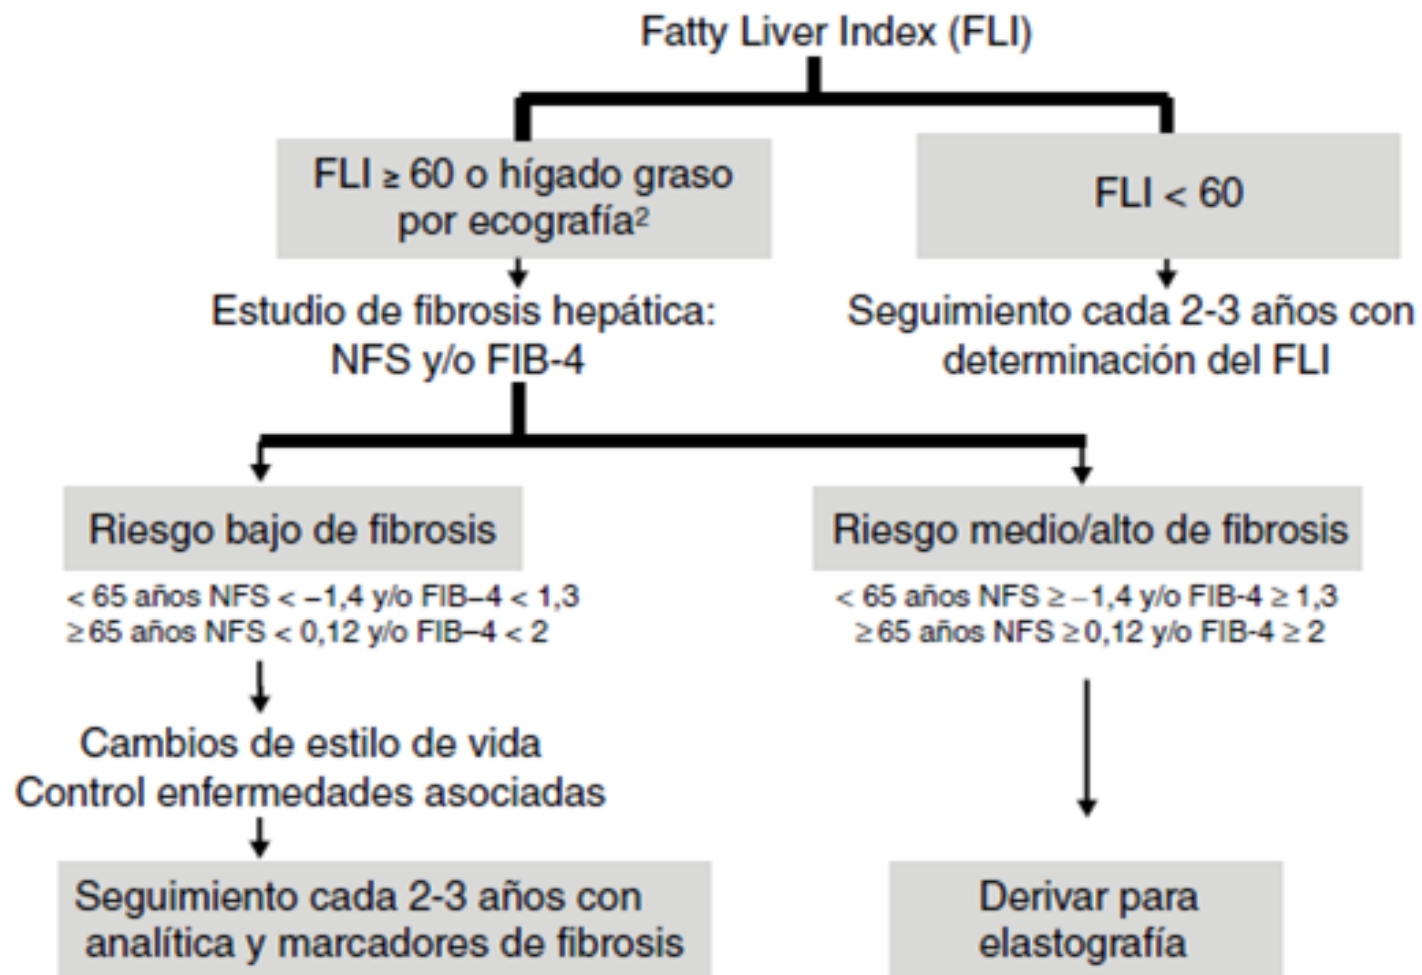 Fatty Liver Index (FLI)
FLI ≥ 60 o hígado graso
por ecografía²
FLI < 60
Estudio de fibrosis hepática:
NFS y/o FIB-4
Seguimiento cada 2-3 años con
determinación del FLI
Riesgo bajo de fibrosis
< 65 años NFS < −1,4 y/o FIB−4 < 1,3
≥65 años NFS < 0,12 y/o FIB−4 < 2
Riesgo medio/alto de fibrosis
< 65 años NFS ≥ −1,4 y/o FIB-4 ≥ 1,3
≥65 años NFS ≥0,12 y/o FIB-4 ≥ 2
Cambios de estilo de vida
Control enfermedades asociadas
Seguimiento cada 2-3 años con
analítica y marcadores de fibrosis
Derivar para
elastografía